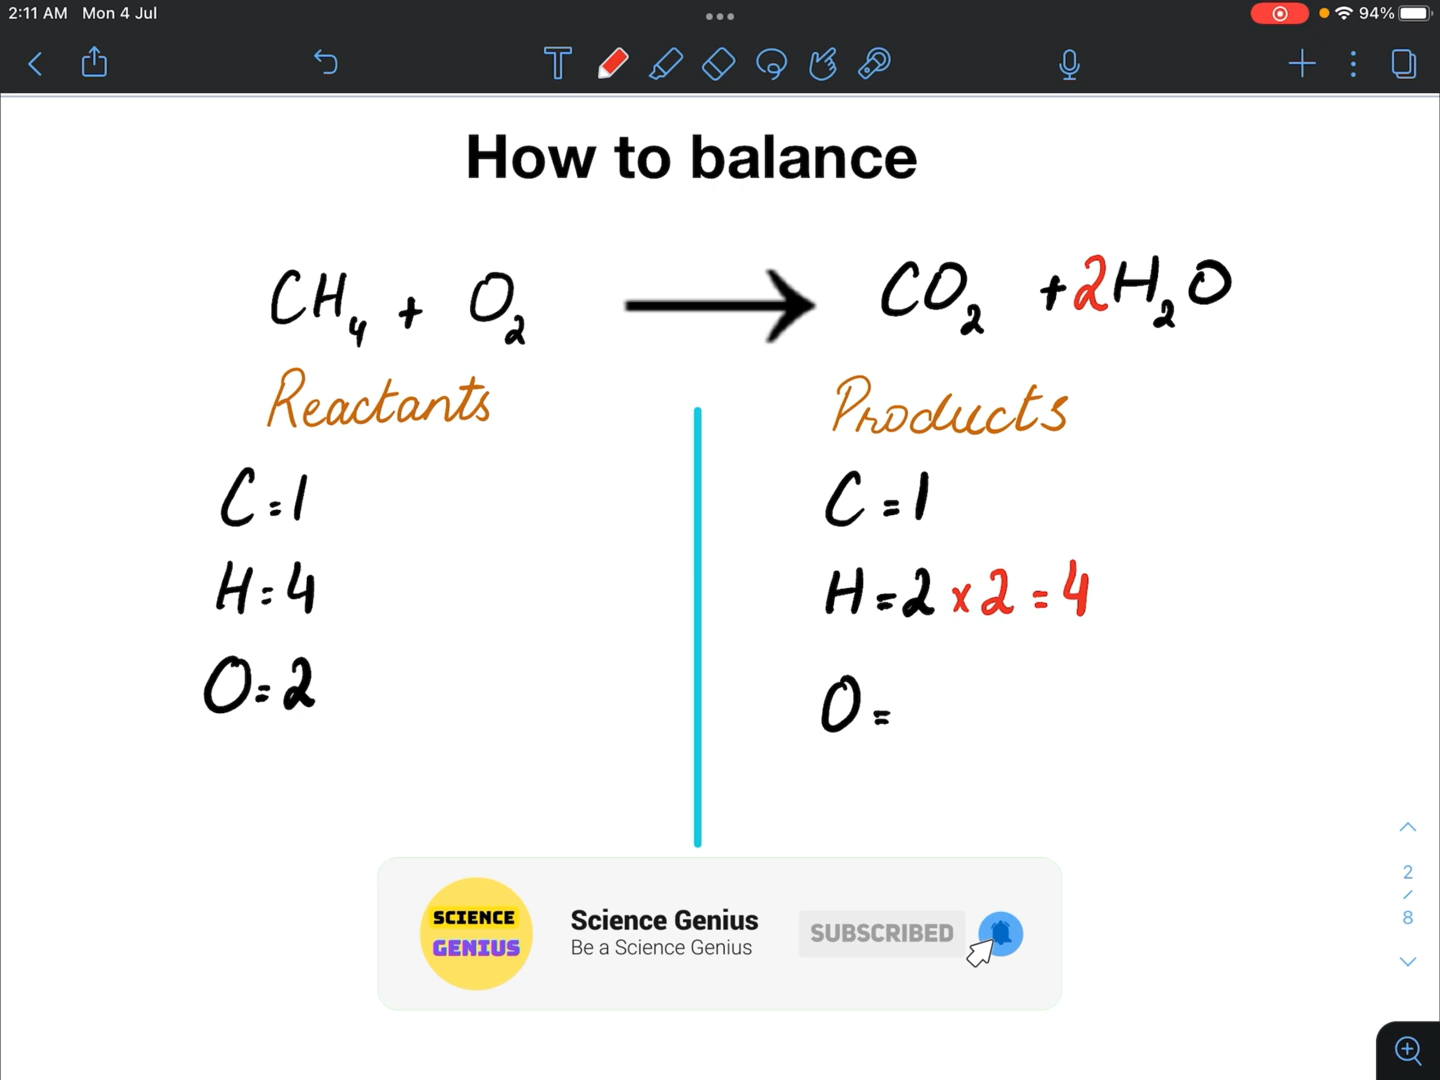 2:11 AM Mon 4 Jul
94%
How to balance
CH₄ + O₂ → CO₂ + 2H₂O
Reactants
Products
C = 1
C = 1
H = 4
H = 2 × 2 = 4
O = 2
O =
2
/
8
SCIENCE
GENIUS
Science Genius
Be a Science Genius
SUBSCRIBED